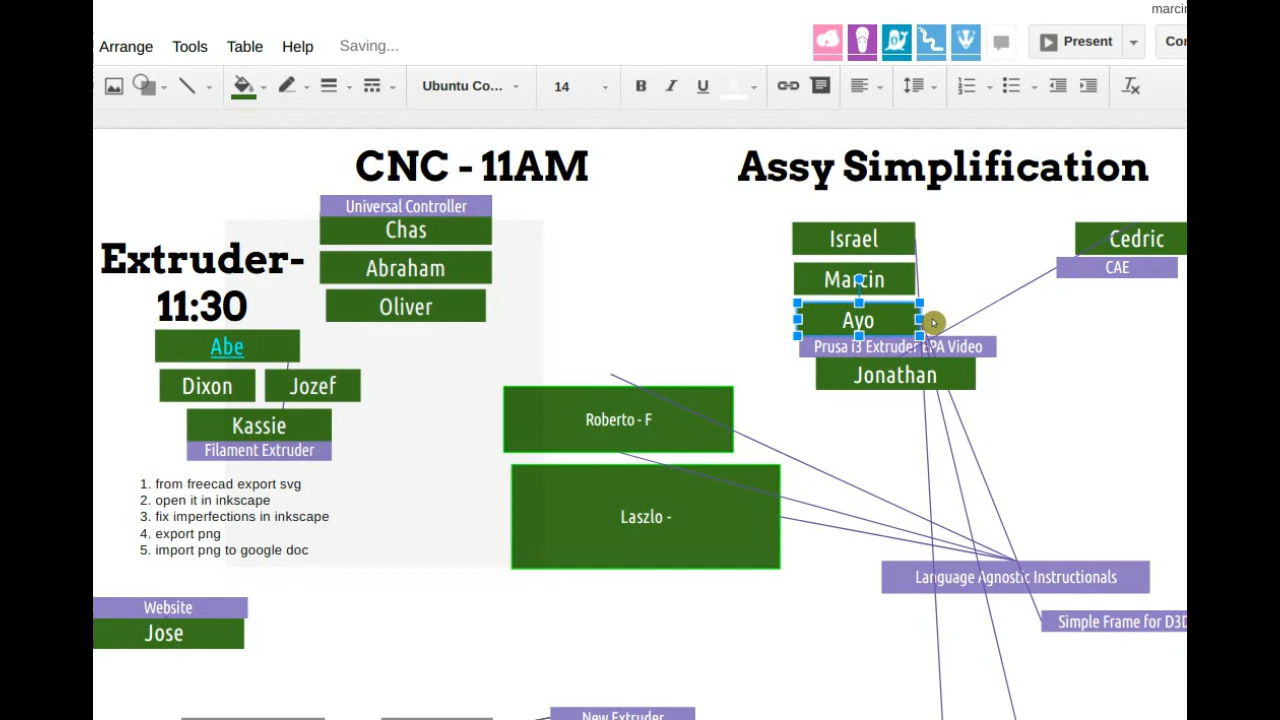 marcin
Arrange Tools Table Help Saving...
Present
Ubuntu Co... 14 B I U A
CNC - 11AM
Assy Simplification
Universal Controller
Chas
Abraham
Oliver
Extruder-
11:30
Abe
Dixon Jozef
Kassie
Filament Extruder
1. from freecad export svg
2. open it in inkscape
3. fix imperfections in inkscape
4. export png
5. import png to google doc
Website
Jose
Roberto - F
Laszlo -
Israel
Marcin
Ayo
Prusa i3 Extruder EPA Video
Jonathan
Cedric
CAE
Language Agnostic Instructionals
Simple Frame for D3D
New Extruder